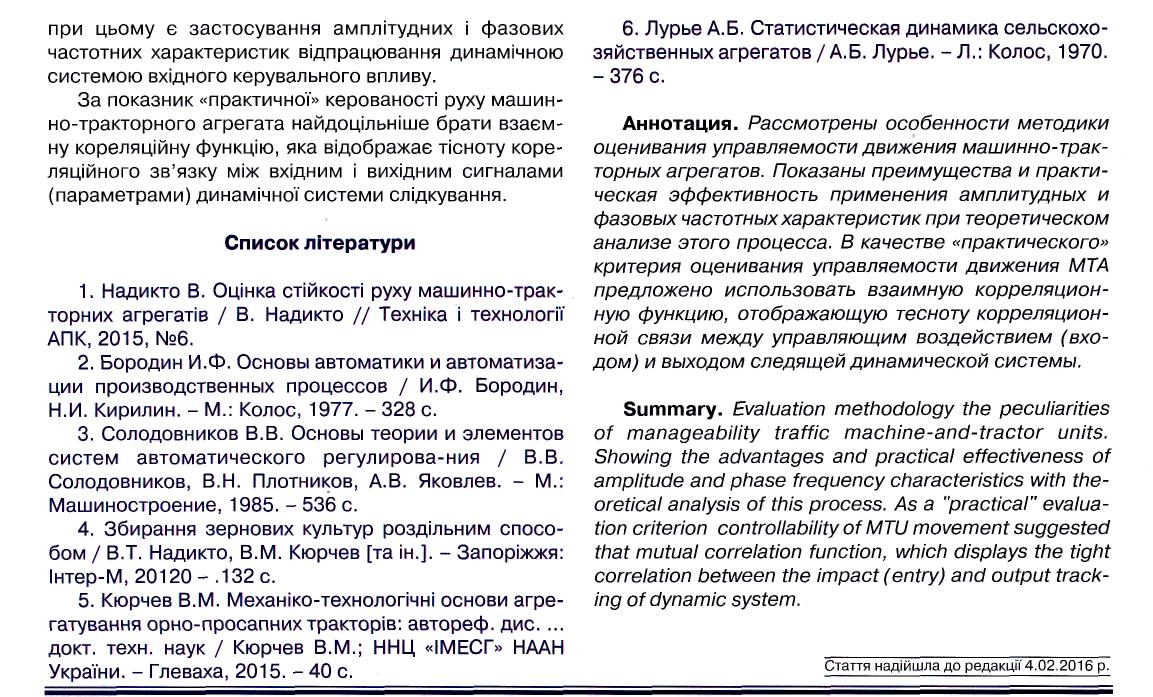 при цьому є застосування амплітудних і фазових
частотних характеристик відпрацювання динамічною
системою вхідного керувального впливу.
За показник «практичної» керованості руху машин-
но-тракторного агрегата найдоцільніше брати взаєм-
ну кореляційну функцію, яка відображає тісноту коре-
ляційного зв’язку між вхідним і вихідним сигналами
(параметрами) динамічної системи слідкування.
Список літератури
1. Надикто В. Оцінка стійкості руху машинно-трак-
торних агрегатів / В. Надикто // Техніка і технології
АПК, 2015, №6.
2. Бородин И.Ф. Основы автоматики и автоматиза-
ции производственных процессов / И.Ф. Бородин,
Н.И. Кирилин. – М.: Колос, 1977. – 328 с.
3. Солодовников В.В. Основы теории и элементов
систем автоматического регулирова-ния / В.В.
Солодовников, В.Н. Плотников, А.В. Яковлев. – М.:
Машиностроение, 1985. – 536 с.
4. Збирання зернових культур роздільним спосо-
бом / В.Т. Надикто, В.М. Кюрчев [та ін.]. – Запоріжжя:
Інтер-М, 20120 – .132 с.
5. Кюрчев В.М. Механіко-технологічні основи агре-
гатування орно-просапних тракторів: автореф. дис. ...
докт. техн. наук / Кюрчев В.М.; ННЦ «ІМЕСГ» НААН
України. – Глеваха, 2015. – 40 с.
6. Лурье А.Б. Статистическая динамика сельскохо-
зяйственных агрегатов / А.Б. Лурье. – Л.: Колос, 1970.
– 376 с.
Аннотация. Рассмотрены особенности методики
оценивания управляемости движения машинно-трак-
торных агрегатов. Показаны преимущества и практи-
ческая эффективность применения амплитудных и
фазовых частотных характеристик при теоретическом
анализе этого процесса. В качестве «практического»
критерия оценивания управляемости движения МТА
предложено использовать взаимную корреляцион-
ную функцию, отображающую тесноту корреляцион-
ной связи между управляющим воздействием (вхо-
дом) и выходом следящей динамической системы.
Summary. Evaluation methodology the peculiarities
of manageability traffic machine-and-tractor units.
Showing the advantages and practical effectiveness of
amplitude and phase frequency characteristics with the-
oretical analysis of this process. As a "practical" evalua-
tion criterion controllability of MTU movement suggested
that mutual correlation function, which displays the tight
correlation between the impact (entry) and output track-
ing of dynamic system.
Стаття надійшла до редакції 4.02.2016 р.